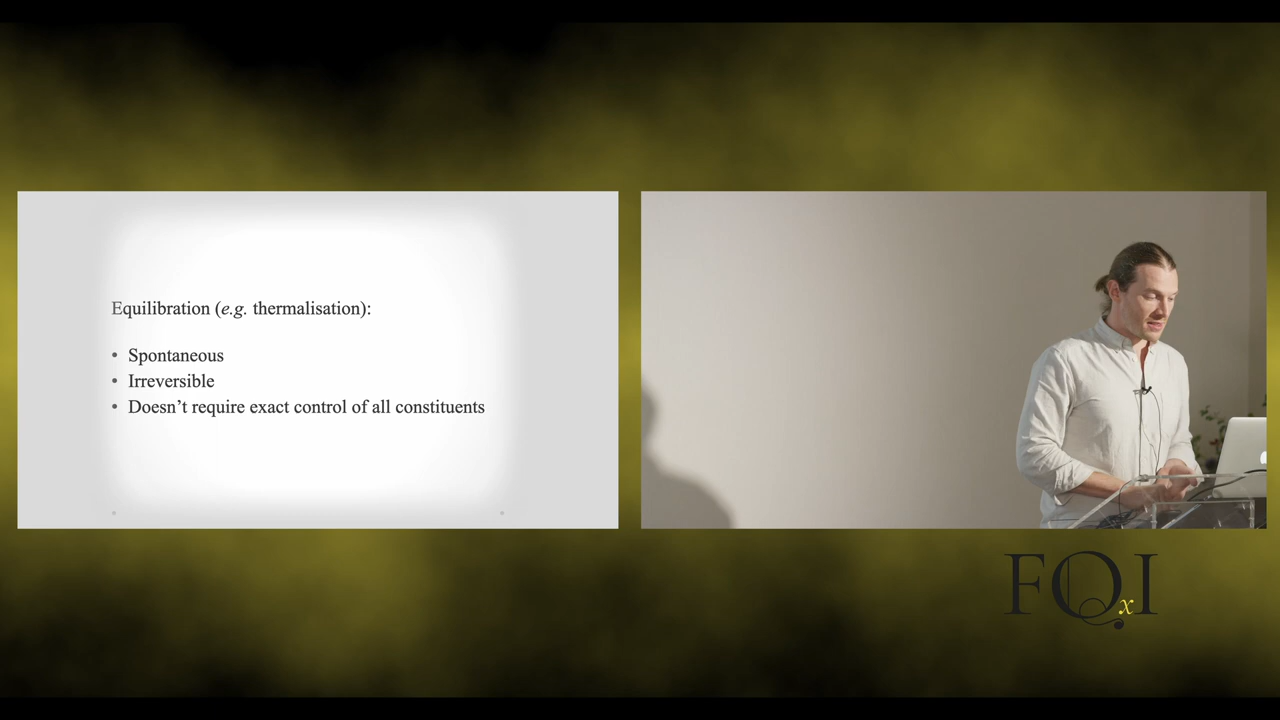 Equilibration (e.g. thermalisation):
• Spontaneous
• Irreversible
• Doesn’t require exact control of all constituents
FQxI